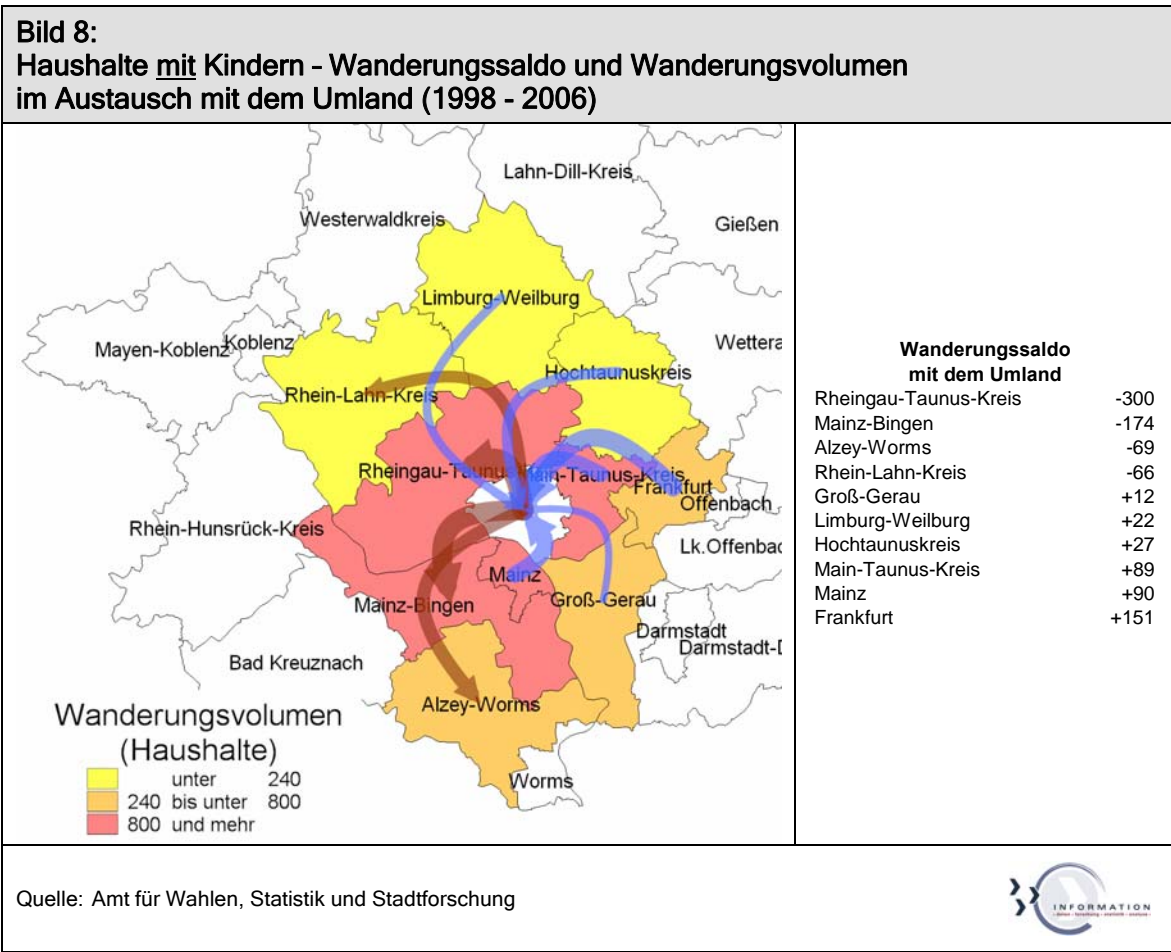 Bild 8:
Haushalte mit Kindern - Wanderungssaldo und Wanderungsvolumen
im Austausch mit dem Umland (1998 - 2006)
Lahn-Dill-Kreis
Westerwaldkreis
Gießen
Limburg-Weilburg
Mayen-Koblenz
Koblenz
Wettera
Hochtaunuskreis
Rhein-Lahn-Kreis
Rheingau-Taunus
Main-Taunus-Kreis
Frankfurt
Offenbach
Rhein-Hunsrück-Kreis
Lk.Offenbac
Mainz
Mainz-Bingen
Groß-Gerau
Darmstadt
Darmstadt-D
Bad Kreuznach
Alzey-Worms
Worms
Wanderungsvolumen
(Haushalte)
unter 240
240 bis unter 800
800 und mehr
Wanderungssaldo
mit dem Umland
Rheingau-Taunus-Kreis -300
Mainz-Bingen -174
Alzey-Worms -69
Rhein-Lahn-Kreis -66
Groß-Gerau +12
Limburg-Weilburg +22
Hochtaunuskreis +27
Main-Taunus-Kreis +89
Mainz +90
Frankfurt +151
Quelle: Amt für Wahlen, Statistik und Stadtforschung
INFORMATION